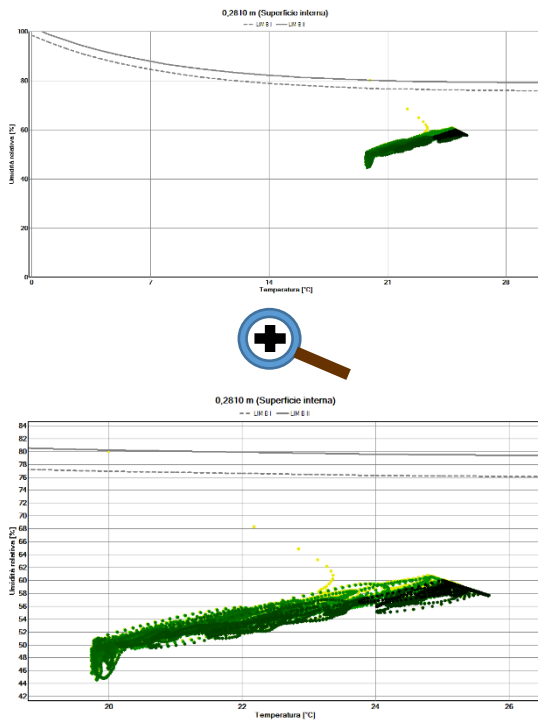 0,2810 m (Superficie interna)
LIM B I LIM B II
100
80
60
40
20
0
Umidità relativa [%]
0 7 14 21 28
Temperatura [°C]
0,2810 m (Superficie interna)
LIM B I LIM B II
84
82
80
78
76
74
72
70
68
66
64
62
60
58
56
54
52
50
48
46
44
42
Umidità relativa [%]
20 22 24 26
Temperatura [°C]